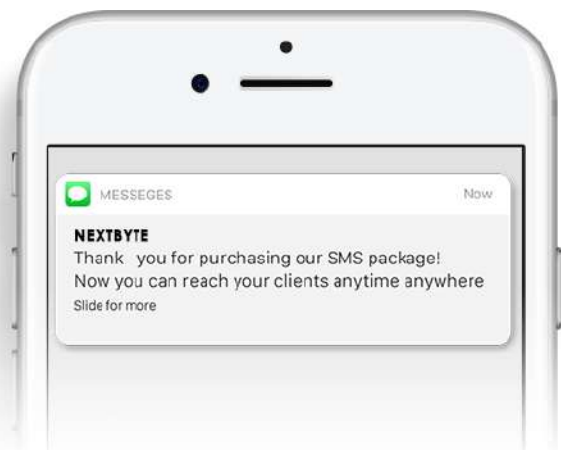 MESSEGES Now
NEXTBYTE
Thank you for purchasing our SMS package!
Now you can reach your clients anytime anywhere
Slide for more